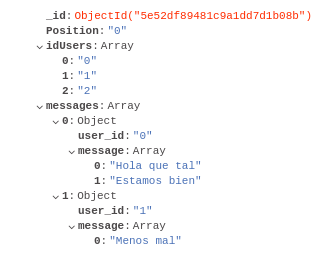 _id: ObjectId("5e52df89481c9a1dd7d1b08b")
Position: "0"
idUsers: Array
0: "0"
1: "1"
2: "2"
messages: Array
0: Object
user_id: "0"
message: Array
0: "Hola que tal"
1: "Estamos bien"
1: Object
user_id: "1"
message: Array
0: "Menos mal"